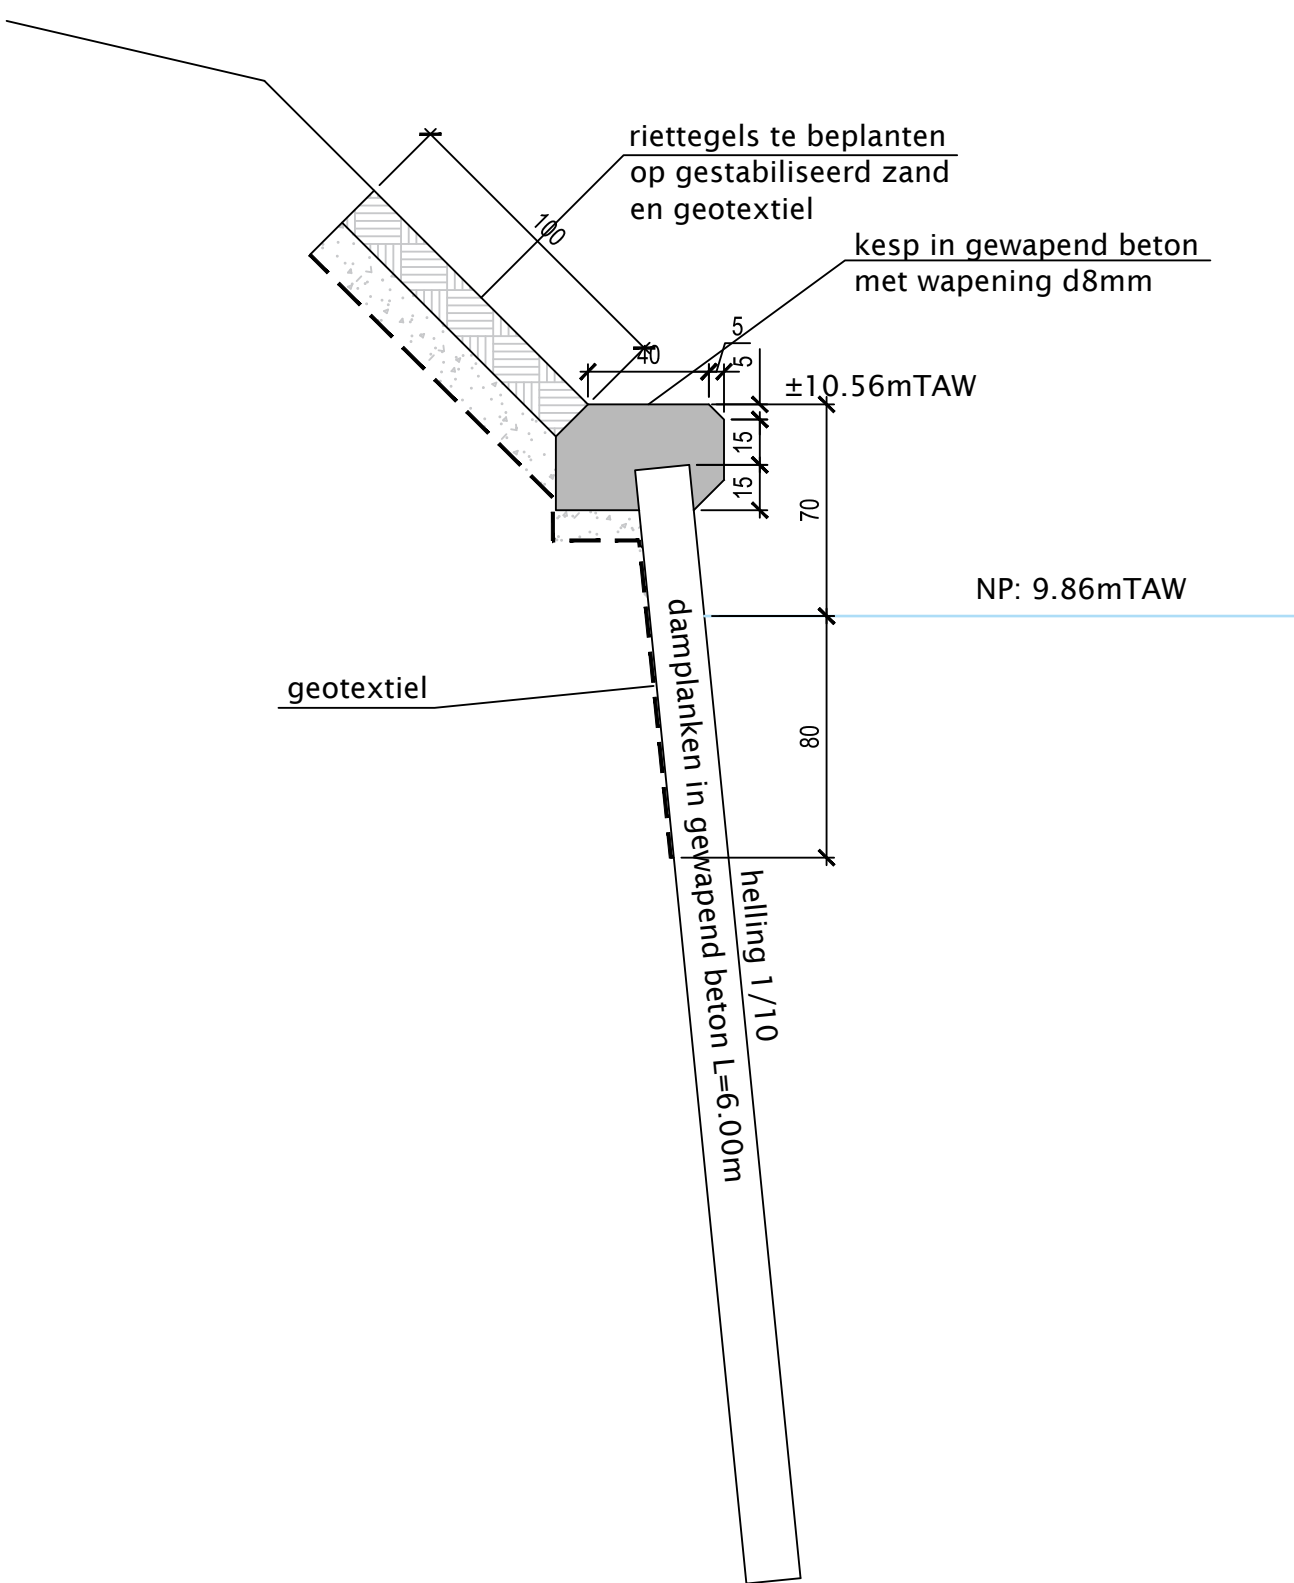 riettegels te beplanten
op gestabiliseerd zand
en geotextiel
100
kesp in gewapend beton
met wapening d8mm
5
40
5
±10.56mTAW
15
15
70
NP: 9.86mTAW
geotextiel
80
damplanken in gewapend beton L=6.00m
helling 1/10